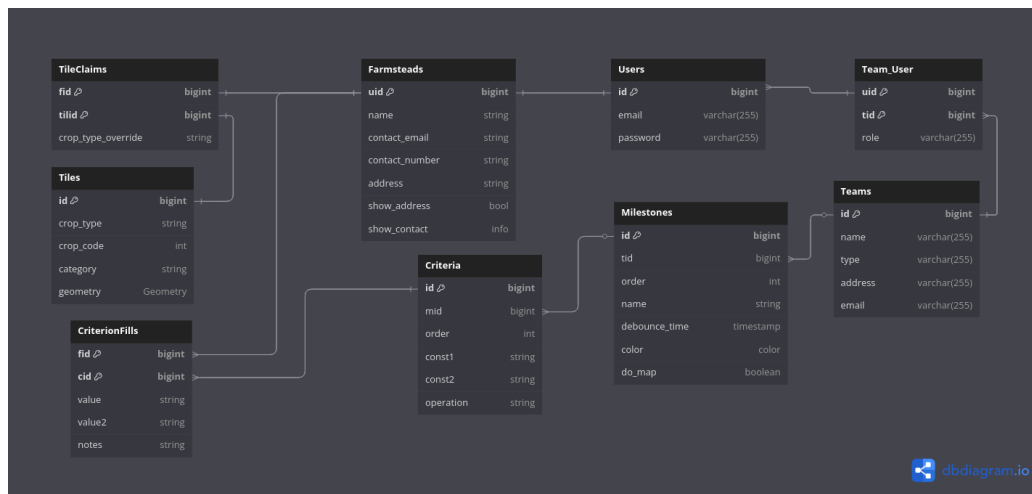 TileClaims
fid bigint
tilid bigint
crop_type_override string
Tiles
id bigint
crop_type string
crop_code int
category string
geometry Geometry
CriterionFills
fid bigint
cid bigint
value string
value2 string
notes string
Farmsteads
uid bigint
name string
contact_email string
contact_number string
address string
show_address bool
show_contact info
Criteria
id bigint
mid bigint
order int
const1 string
const2 string
operation string
Users
id bigint
email varchar(255)
password varchar(255)
Milestones
id bigint
tid bigint
order int
name string
debounce_time timestamp
color color
do_map boolean
Team_User
uid bigint
tid bigint
role varchar(255)
Teams
id bigint
name varchar(255)
type varchar(255)
address varchar(255)
email varchar(255)
dbdiagram.io